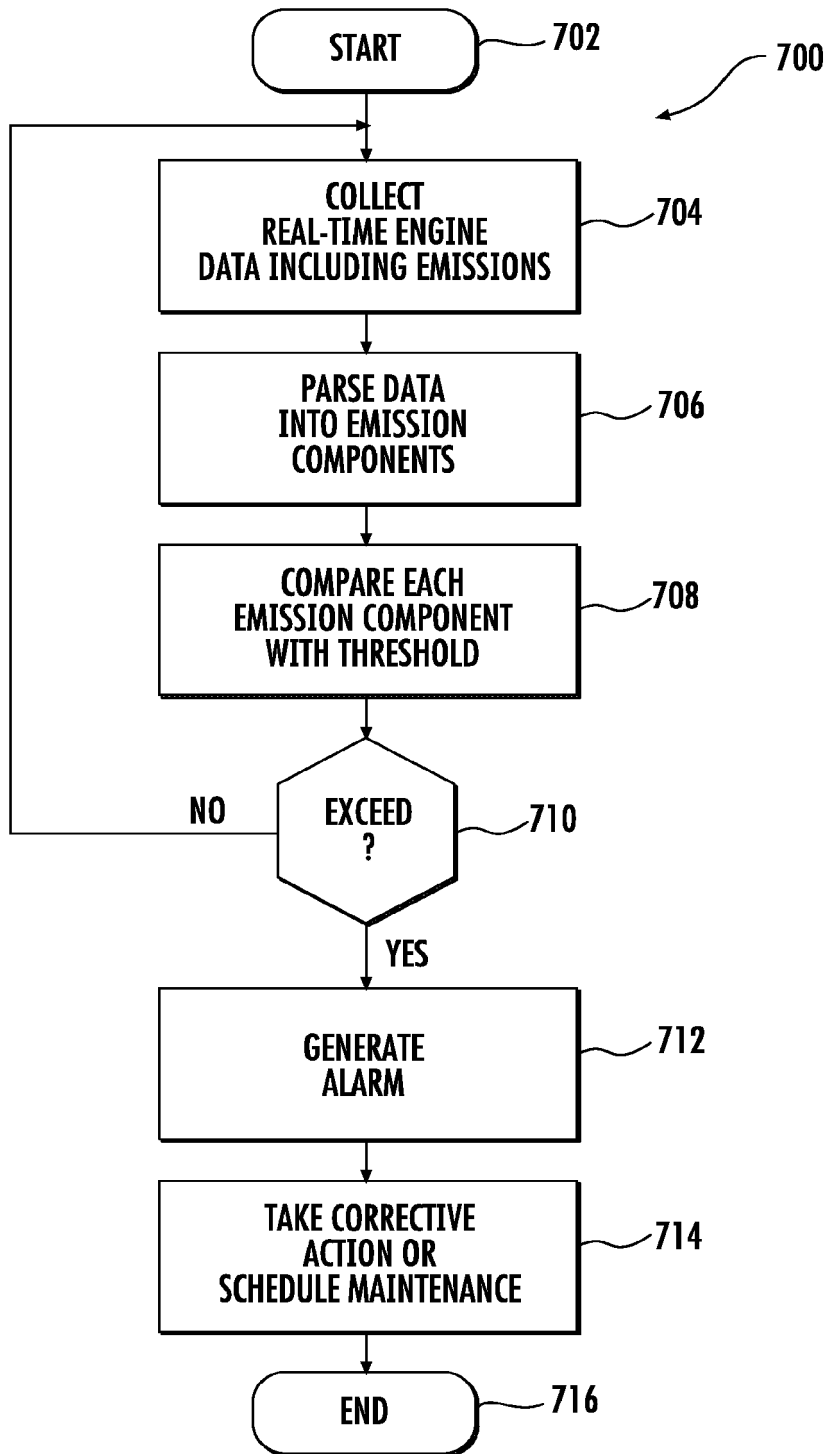 START
702
700
COLLECT
REAL-TIME ENGINE
DATA INCLUDING EMISSIONS
704
PARSE DATA
INTO EMISSION
COMPONENTS
706
COMPARE EACH
EMISSION COMPONENT
WITH THRESHOLD
708
NO
EXCEED
?
710
YES
GENERATE
ALARM
712
TAKE CORRECTIVE
ACTION OR
SCHEDULE MAINTENANCE
714
END
716